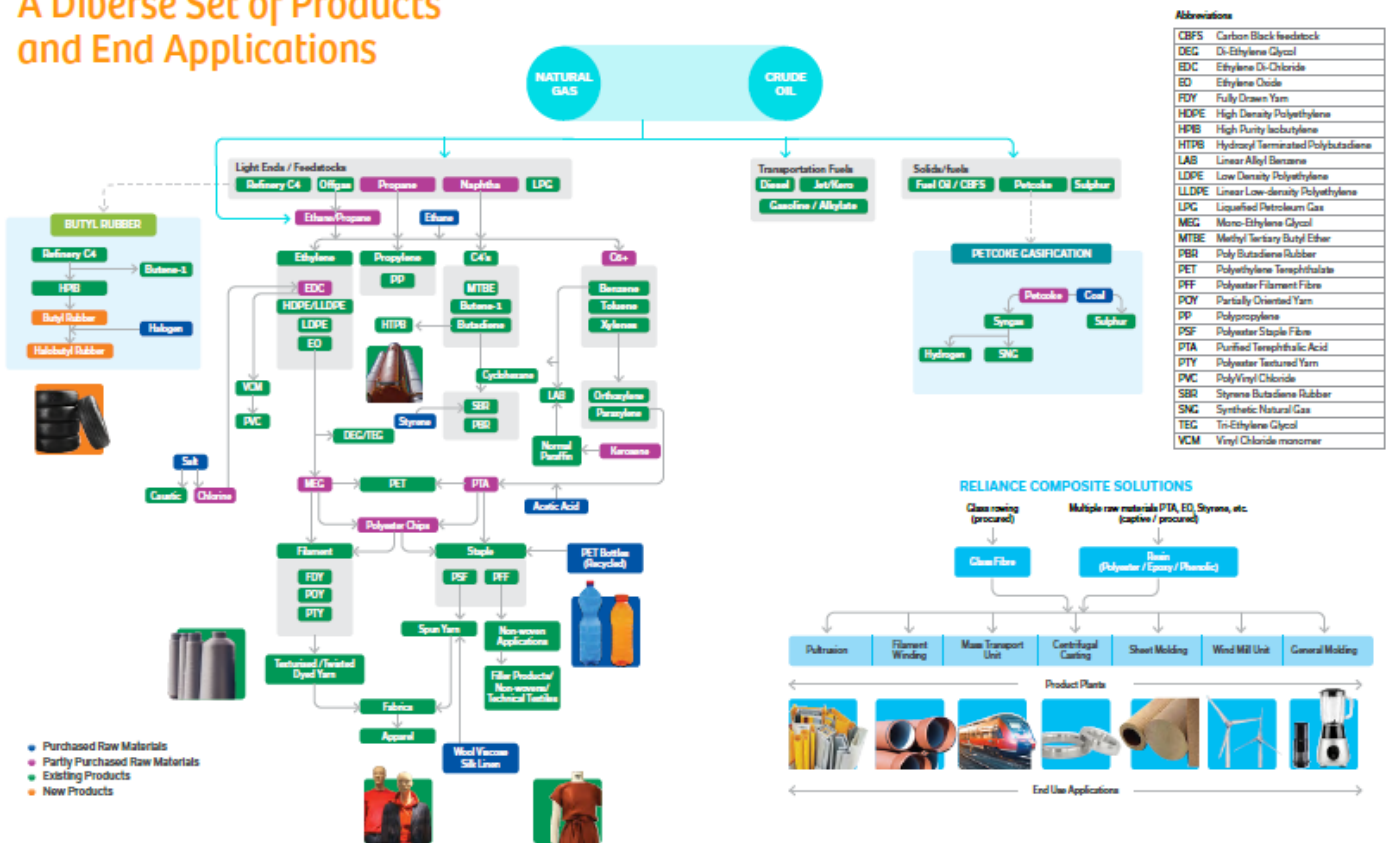 A Diverse Set of Products
and End Applications
NATURAL
GAS
CRUDE
OIL
Light Ends / Feedstocks
Refinery C4
Offgas
Propane
Naphtha
LPG
Transportation Fuels
Diesel
Jet/Kero
Gasoline / Alkylate
Solids/fuels
Fuel Oil / CBFS
Petcoke
Sulphur
Ethane/Propane
Ethane
BUTYL RUBBER
Refinery C4
Butene-1
HPIB
Butyl Rubber
Halogen
Halobutyl Rubber
Ethylene
Propylene
C4's
C6+
EDC
HDPE/LLDPE
LDPE
EO
PP
MTBE
Butene-1
Butadiene
HTPB
Benzene
Toluene
Xylenes
VCM
PVC
Cyclohexane
SBR
PBR
Styrene
LAB
Orthoxylene
Paraxylene
DEG/TEG
Normal
Paraffin
Kerosene
Salt
Caustic
Chlorine
MEG
PET
PTA
Acetic Acid
Polyester Chips
Filament
Staple
PET Bottles
(Recycled)
FDY
POY
PTY
PSF
PFF
Spun Yarn
Non-woven
Applications
Texturised /Twisted
Dyed Yarn
Filler Products/
Non-wovens/
Technical Textiles
Fabrics
Apparel
Wool Viscose
Silk Linen
Purchased Raw Materials
Partly Purchased Raw Materials
Existing Products
New Products
PETCOKE GASIFICATION
Petcoke
Coal
Syngas
Sulphur
Hydrogen
SNG
Abbreviations
CBFS Carbon Black feedstock
DEG Di-Ethylene Glycol
EDC Ethylene Di-Chloride
EO Ethylene Oxide
FDY Fully Drawn Yarn
HDPE High Density Polyethylene
HPIB High Purity Isobutylene
HTPB Hydroxyl Terminated Polybutadiene
LAB Linear Alkyl Benzene
LDPE Low Density Polyethylene
LLDPE Linear Low-density Polyethylene
LPG Liquefied Petroleum Gas
MEG Mono-Ethylene Glycol
MTBE Methyl Tertiary Butyl Ether
PBR Poly Butadiene Rubber
PET Polyethylene Terephthalate
PFF Polyester Filament Fibre
POY Partially Oriented Yarn
PP Polypropylene
PSF Polyester Staple Fibre
PTA Purified Terephthalic Acid
PTY Polyester Textured Yarn
PVC PolyVinyl Chloride
SBR Styrene Butadiene Rubber
SNG Synthetic Natural Gas
TEG Tri-Ethylene Glycol
VCM Vinyl Chloride monomer
RELIANCE COMPOSITE SOLUTIONS
Glass rowing
(procured)
Multiple raw materials PTA, EO, Styrene, etc.
(captive / procured)
Glass Fibre
Resin
(Polyester / Epoxy / Phenolic)
Pultrusion
Filament
Winding
Mass Transport
Unit
Centrifugal
Casting
Sheet Molding
Wind Mill Unit
General Molding
Product Plants
End Use Applications